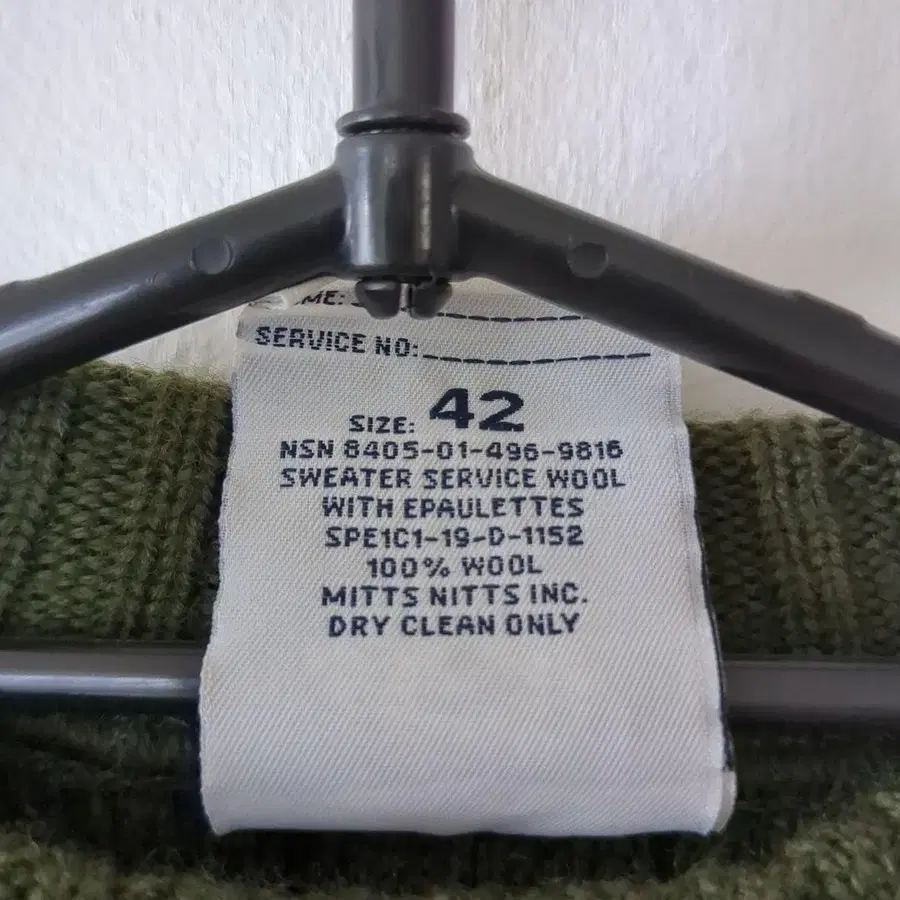 SERVICE NO:
SIZE: 42
NSN 8405-01-496-9816
SWEATER SERVICE WOOL
WITH EPAULETTES
SPE1C1-19-D-1152
100% WOOL
MITTS NITTS INC.
DRY CLEAN ONLY